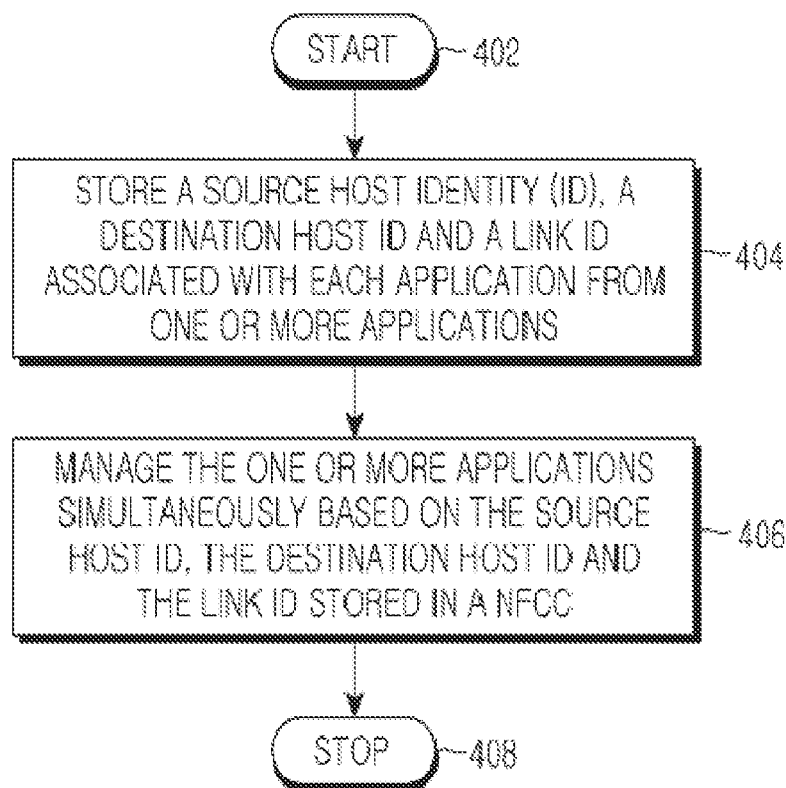 START
402
STORE A SOURCE HOST IDENTITY (ID), A
DESTINATION HOST ID AND A LINK ID
ASSOCIATED WITH EACH APPLICATION FROM
ONE OR MORE APPLICATIONS
404
MANAGE THE ONE OR MORE APPLICATIONS
SIMULTANEOUSLY BASED ON THE SOURCE
HOST ID, THE DESTINATION HOST ID AND
THE LINK ID STORED IN A NFCC
406
STOP
408